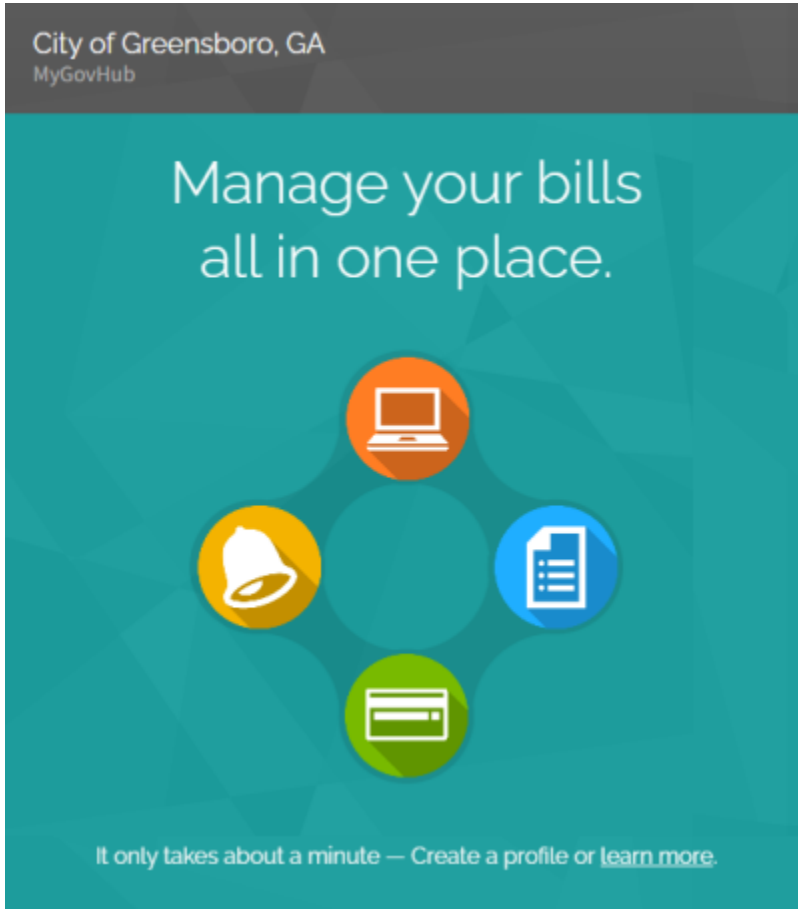 City of Greensboro, GA
MyGovHub
Manage your bills
all in one place.
It only takes about a minute — Create a profile or learn more.